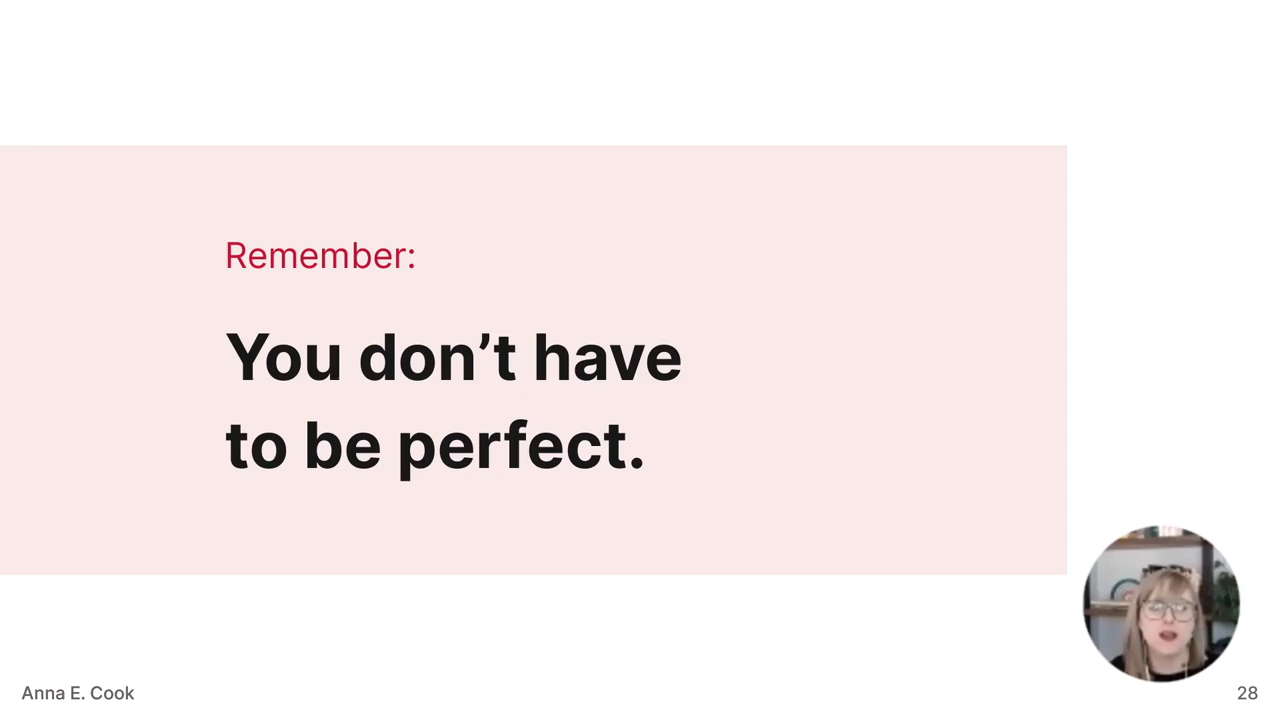 Remember:
You don’t have
to be perfect.
Anna E. Cook
28